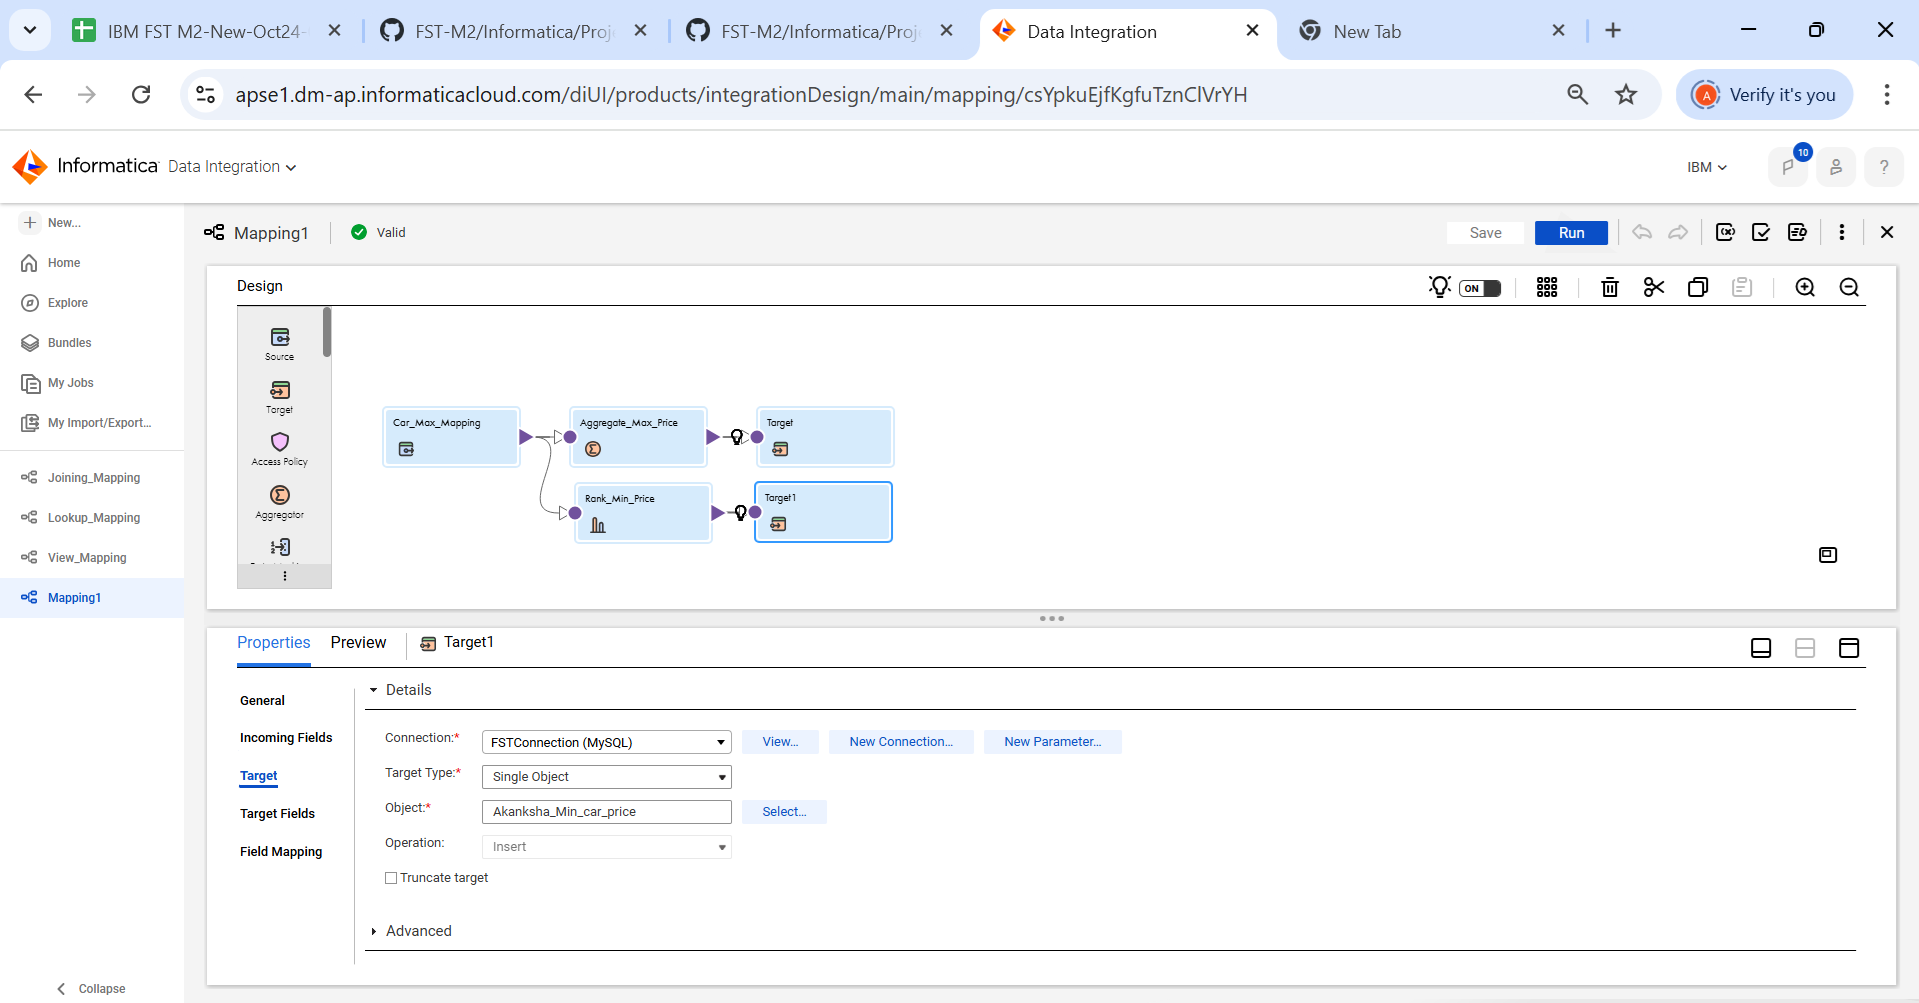 IBM FST M2-New-Oct24-
FST-M2/Informatica/Proj
FST-M2/Informatica/Proj
Data Integration
New Tab
apse1.dm-ap.informaticacloud.com/diUI/products/integrationDesign/main/mapping/csYpkuEjfKgfuTznClVrYH
A
Verify it's you
Informatica
Data Integration
IBM
10
?
New...
Home
Explore
Bundles
My Jobs
My Import/Export...
Joining_Mapping
Lookup_Mapping
View_Mapping
Mapping1
Collapse
Mapping1
Valid
Save
Run
Design
ON
Source
Target
Access Policy
Aggregator
Car_Max_Mapping
Aggregate_Max_Price
Target
Rank_Min_Price
Target1
Properties
Preview
Target1
General
Incoming Fields
Target
Target Fields
Field Mapping
Details
Connection:*
FSTConnection (MySQL)
View...
New Connection...
New Parameter...
Target Type:*
Single Object
Object:*
Akanksha_Min_car_price
Select...
Operation:
Insert
Truncate target
Advanced